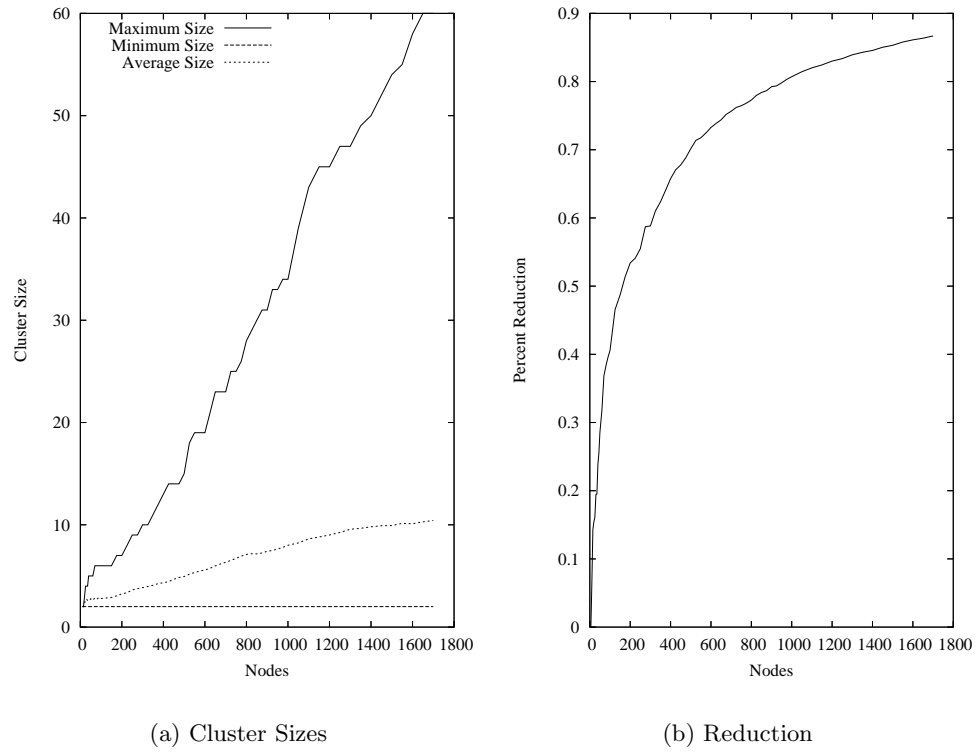 60
50
40
30
20
10
0
Cluster Size
Maximum Size
Minimum Size
Average Size
0 200 400 600 800 1000 1200 1400 1600 1800
Nodes
(a) Cluster Sizes
0.9
0.8
0.7
0.6
0.5
0.4
0.3
0.2
0.1
0
Percent Reduction
0 200 400 600 800 1000 1200 1400 1600 1800
Nodes
(b) Reduction